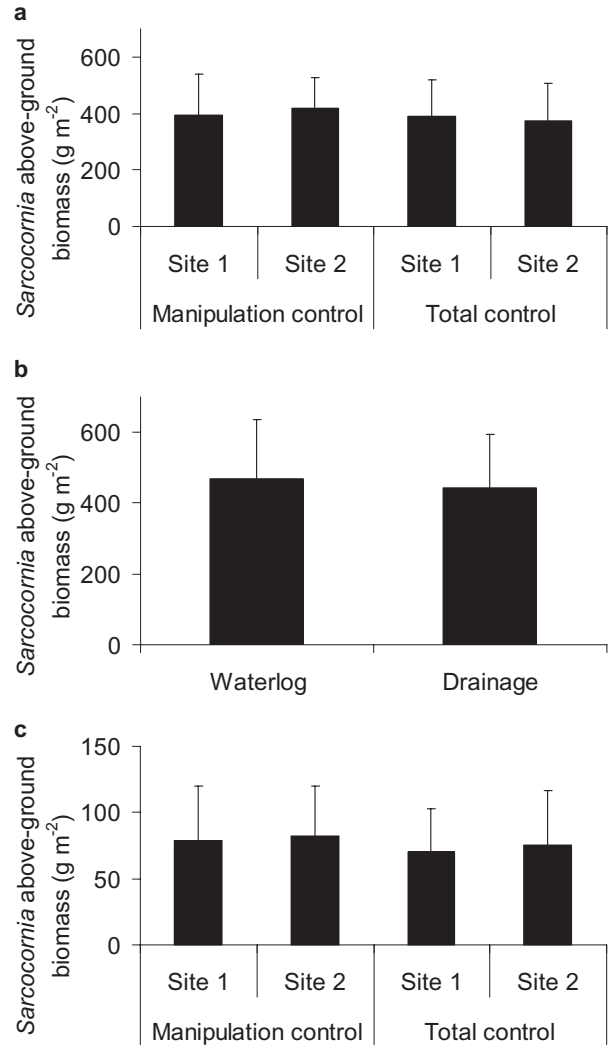 a
Sarcocornia above-ground
biomass (g m-2)
600
400
200
0
Site 1 Site 2 Site 1 Site 2
Manipulation control Total control
b
Sarcocornia above-ground
biomass (g m-2)
600
400
200
0
Waterlog Drainage
c
Sarcocornia above-ground
biomass (g m-2)
150
100
50
0
Site 1 Site 2 Site 1 Site 2
Manipulation control Total control